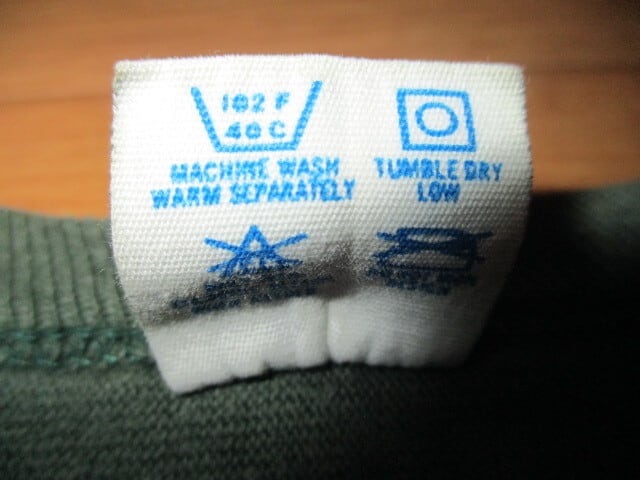 102 F
40 C
MACHINE WASH
WARM SEPARATELY
TUMBLE DRY
LOW